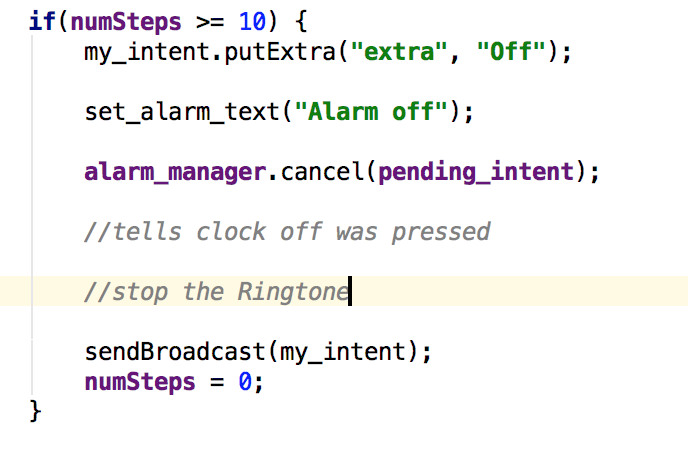 if(numSteps >= 10) {
    my_intent.putExtra("extra", "Off");
    set_alarm_text("Alarm off");
    alarm_manager.cancel(pending_intent);
    //tells clock off was pressed
    //stop the Ringtone
    sendBroadcast(my_intent);
    numSteps = 0;
}